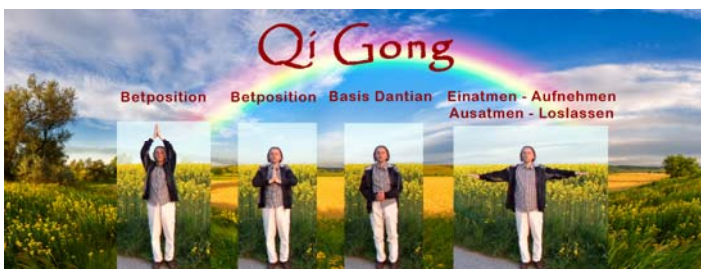 Qi Gong
Betposition
Betposition
Basis Dantian
Einatmen - Aufnehmen
Ausatmen - Loslassen